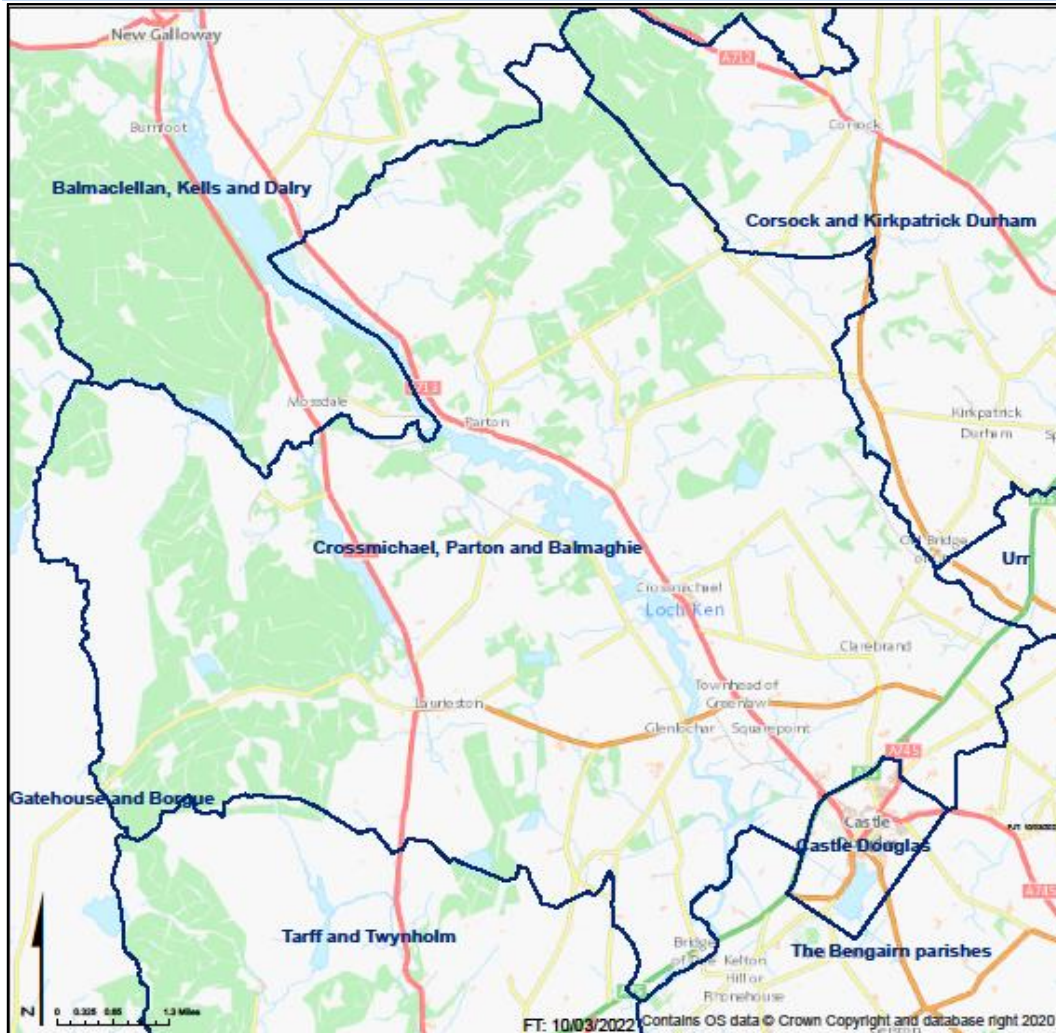 New Galloway
A712
Burnfoot
Corsock
Balmaclellan, Kells and Dalry
Corsock and Kirkpatrick Durham
Mossdale
Parton
Kirkpatrick
Durham
Crossmichael, Parton and Balmaghie
Old Bridge
Urr
Crossmichael
Loch Ken
Clarebrand
Townhead of
Greenlaw
Laurieston
Glenlochar
Squarepoint
A745
Gatehouse and Borgue
Castle
Castle Douglas
Tarff and Twynholm
Bridge
Kelton
Hill or
Rhonehouse
The Bengairn parishes
N
0 0.325 0.65 1.3 Miles
FT: 10/03/2022
Contains OS data © Crown Copyright and database right 2020